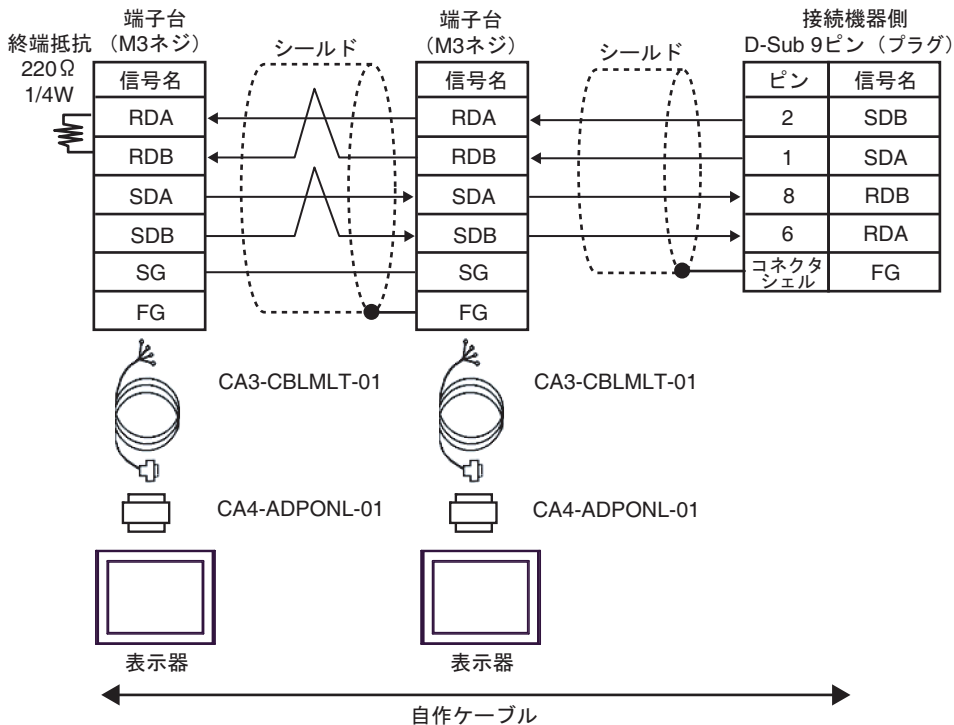 終端抵抗
220Ω
1/4W
端子台
(M3ネジ)
信号名
RDA
RDB
SDA
SDB
SG
FG
シールド
端子台
(M3ネジ)
信号名
RDA
RDB
SDA
SDB
SG
FG
シールド
接続機器側
D-Sub 9ピン(プラグ)
ピン 信号名
2 SDB
1 SDA
8 RDB
6 RDA
コネクタ
シェル FG
CA3-CBLMLT-01
CA3-CBLMLT-01
CA4-ADPONL-01
CA4-ADPONL-01
表示器
表示器
自作ケーブル